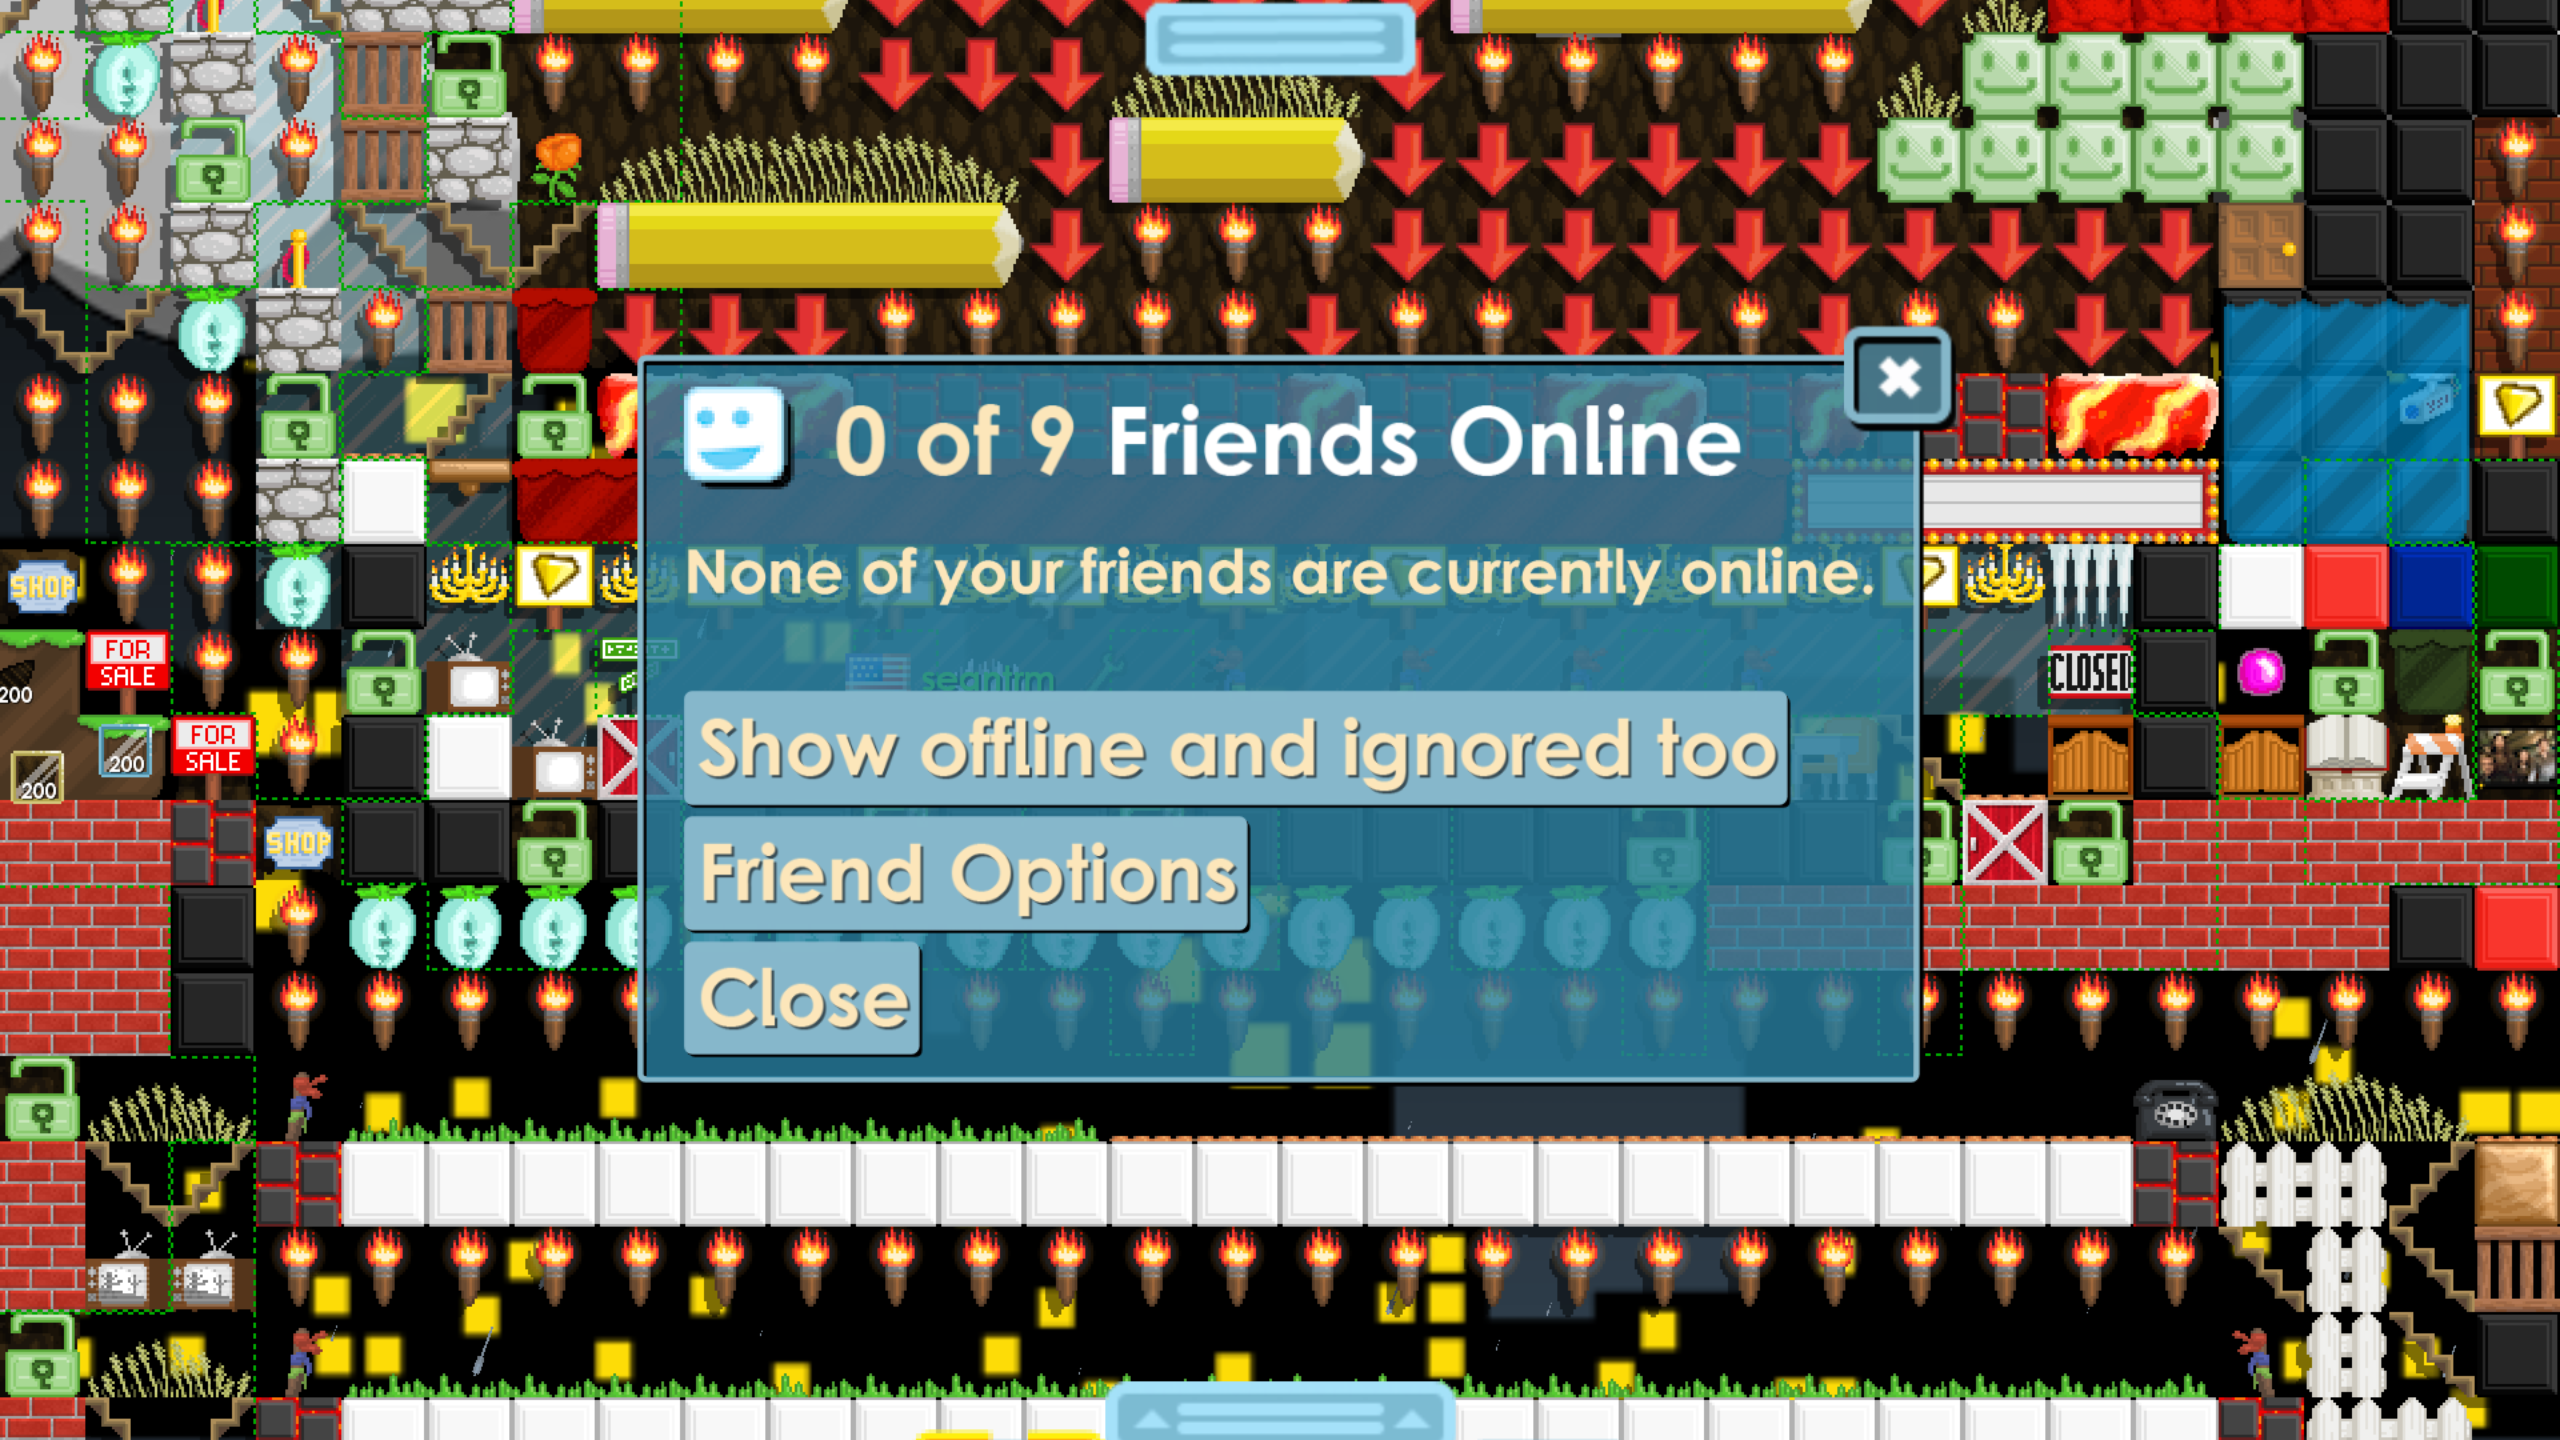 0 of 9 Friends Online
None of your friends are currently online.
SHOP
FOR
SALE
CLOSED
200
seahtrm
Show offline and ignored too
FOR
SALE
200
200
SHOP
Friend Options
Close